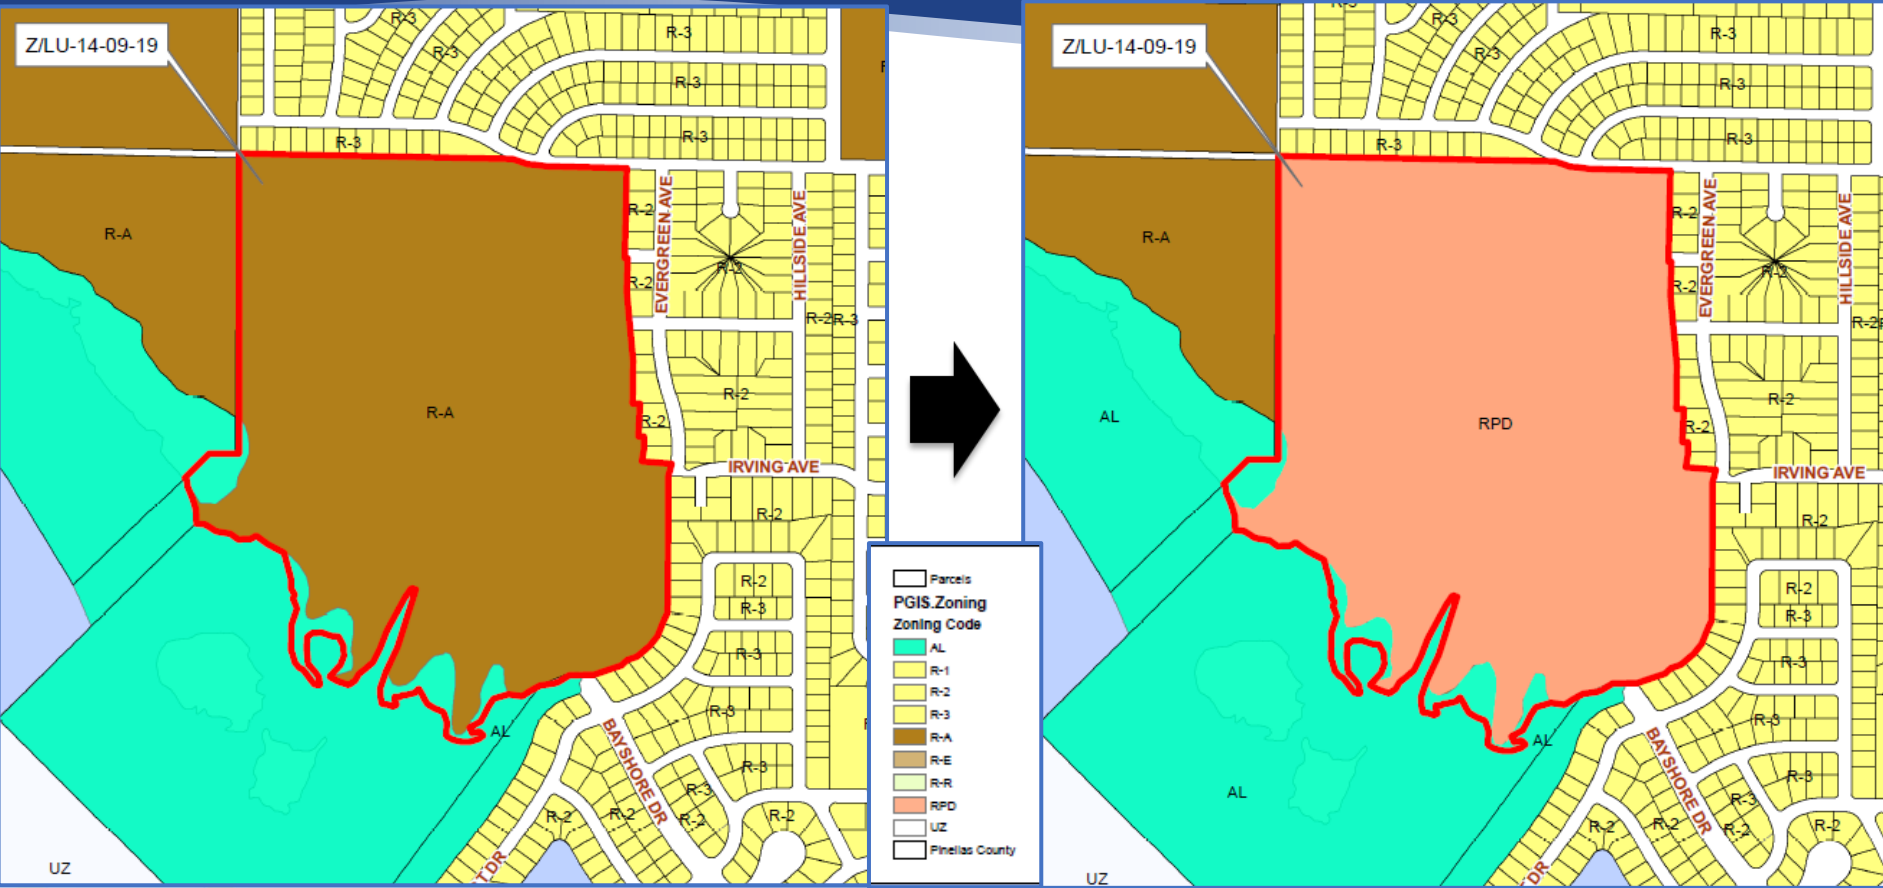 Z/LU-14-09-19
R-3
R-3
R-3
R-3
R-3
R-3
R-A
R-A
R-2
R-2
R-2
R-2
EVERGREEN AVE
HILLSIDE AVE
R-2
R-3
R-2
IRVING AVE
R-2
R-2
R-3
R-3
R-3
R-3
R-3
AL
BAYSHORE DR
R-2
R-2
R-2
R-2
T DR
UZ
Parcels
PGIS.Zoning
Zoning Code
AL
R-1
R-2
R-3
R-A
R-E
R-R
RPD
UZ
Pinellas County
Z/LU-14-09-19
R-3
R-3
R-3
R-3
R-3
R-3
R-A
AL
RPD
R-2
R-2
R-2
R-2
EVERGREEN AVE
HILLSIDE AVE
R-2
R-2
IRVING AVE
R-2
R-2
R-3
R-3
R-3
R-3
R-3
AL
AL
BAYSHORE DR
R-2
R-2
R-2
R-2
DR
UZ